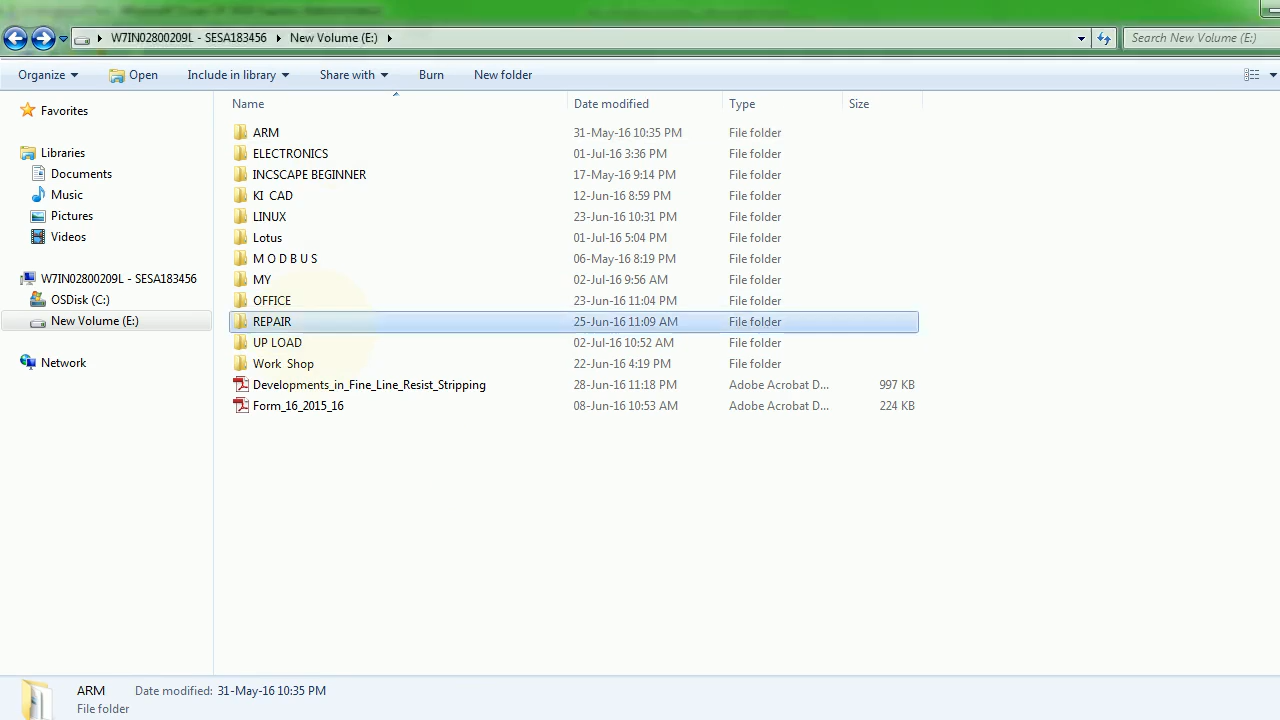 W7IN02800209L - SESA183456 New Volume (E:) Search New Volume (E:)
Organize Open Include in library Share with Burn New folder
Name Date modified Type Size
Favorites
Libraries
Documents
Music
Pictures
Videos
W7IN02800209L - SESA183456
OSDisk (C:)
New Volume (E:)
Network
ARM 31-May-16 10:35 PM File folder
ELECTRONICS 01-Jul-16 3:36 PM File folder
INCSCAPE BEGINNER 17-May-16 9:14 PM File folder
KI CAD 12-Jun-16 8:59 PM File folder
LINUX 23-Jun-16 10:31 PM File folder
Lotus 01-Jul-16 5:04 PM File folder
M O D B U S 06-May-16 8:19 PM File folder
MY 02-Jul-16 9:56 AM File folder
OFFICE 23-Jun-16 11:04 PM File folder
REPAIR 25-Jun-16 11:09 AM File folder
UP LOAD 02-Jul-16 10:52 AM File folder
Work Shop 22-Jun-16 4:19 PM File folder
Developments_in_Fine_Line_Resist_Stripping 28-Jun-16 11:18 PM Adobe Acrobat D... 997 KB
Form_16_2015_16 08-Jun-16 10:53 AM Adobe Acrobat D... 224 KB
ARM Date modified: 31-May-16 10:35 PM
File folder